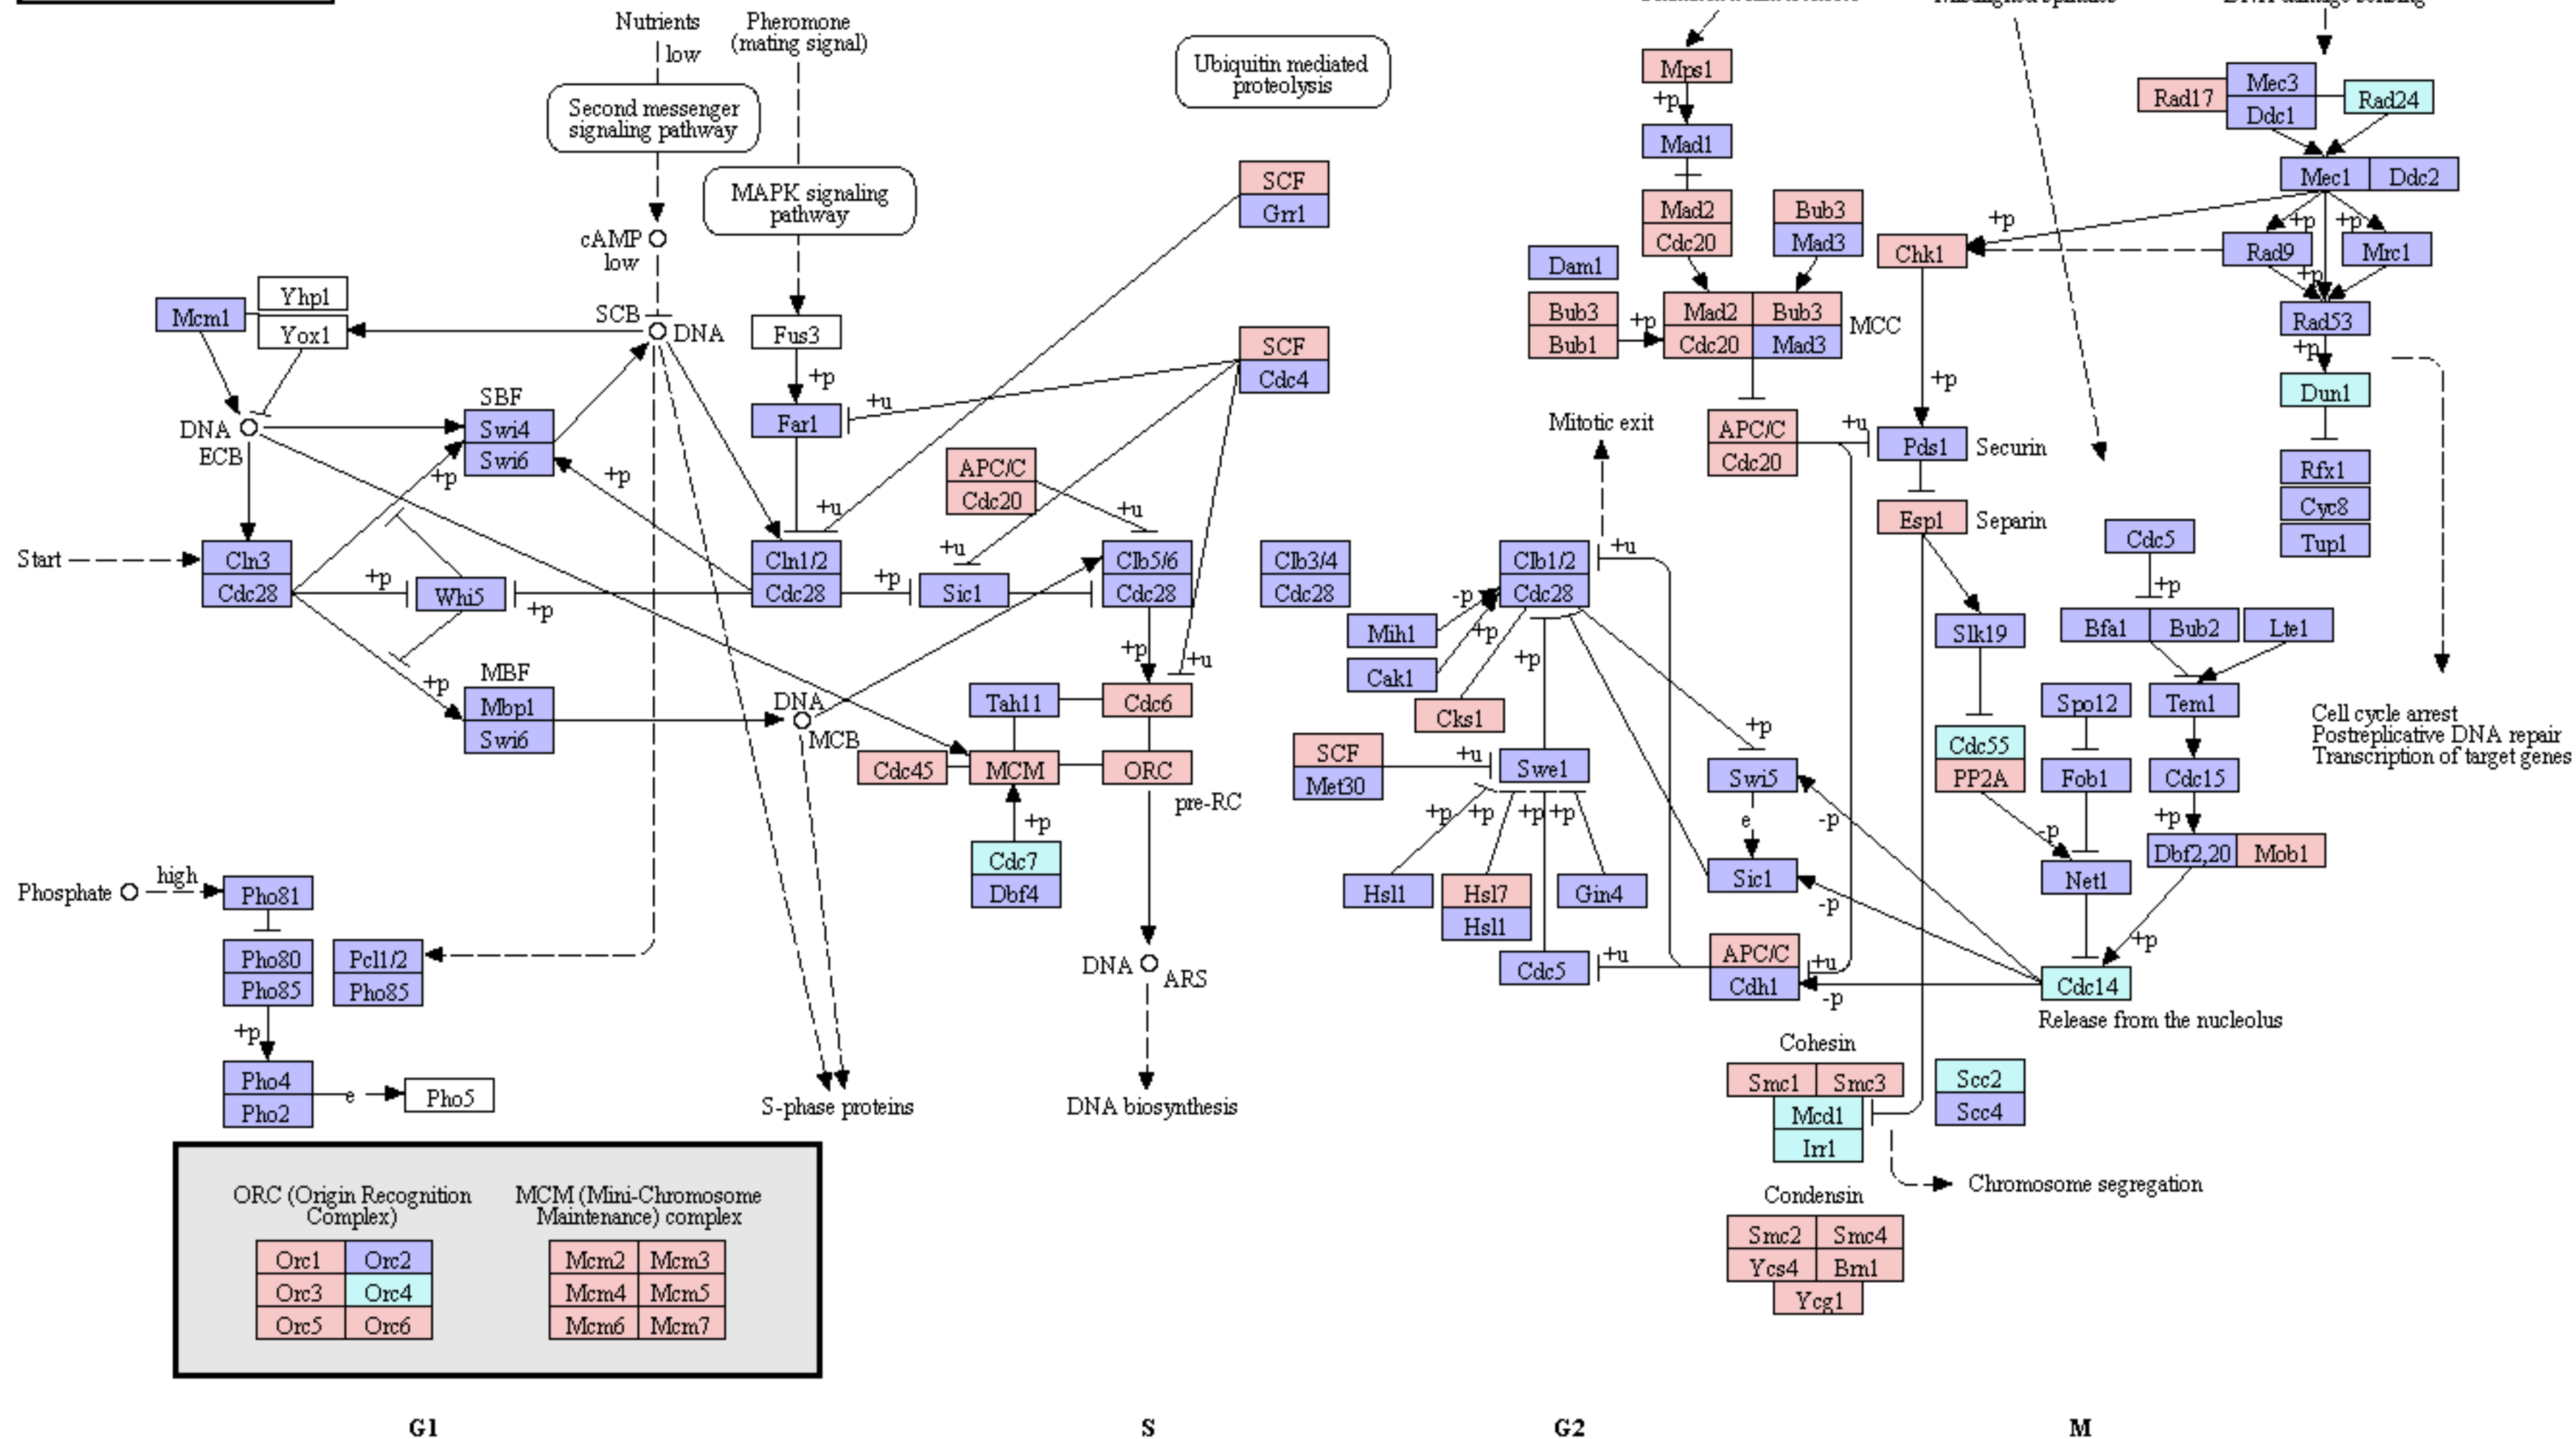 Nutrients
low
Pheromone
(mating signal)
Second messenger
signaling pathway
MAPK signaling
pathway
Ubiquitin mediated
proteolysis
cAMP
low
SCB
DNA
Mcm1
Yhp1
Yox1
Fus3
+p
Far1
DNA
ECB
SBF
Swi4
Swi6
+p
+p
Start
Cln3
Cdc28
+p
Whi5
+p
Cln1/2
Cdc28
+u
+p
Sic1
+u
SCF
Grr1
SCF
Cdc4
+u
APC/C
Cdc20
+u
Clb5/6
Cdc28
+p
+u
MBF
Mbp1
Swi6
+p
DNA
MCB
Tah11
Cdc6
Cdc45
MCM
ORC
pre-RC
+p
Cdc7
Dbf4
DNA
ARS
DNA biosynthesis
S-phase proteins
Phosphate
high
Pho81
Pho80
Pho85
Pcl1/2
Pho85
+p
Pho4
Pho2
e
Pho5
ORC (Origin Recognition
Complex)
Orc1
Orc2
Orc3
Orc4
Orc5
Orc6
MCM (Mini-Chromosome
Maintenance) complex
Mcm2
Mcm3
Mcm4
Mcm5
Mcm6
Mcm7
Clb3/4
Cdc28
Mitotic exit
Clb1/2
Cdc28
+u
-p
+p
Mih1
Cak1
Cks1
+p
SCF
Met30
+u
Swe1
+p
+p
+p
+p
Hsl1
Hsl7
Hsl1
Gin4
Cdc5
+u
APC/C
Cdh1
+u
-p
+p
Swi5
e
Sic1
-p
-p
Mps1
+p
Mad1
Mad2
Cdc20
Bub3
Mad3
Dam1
Bub3
Bub1
+p
Mad2
Bub3
Cdc20
Mad3
MCC
APC/C
Cdc20
+u
Pds1
Securin
Esp1
Separin
Chk1
+p
+p
Rad17
Mec3
Ddc1
Rad24
Mec1
Ddc2
+p
+p
Rad9
Mrc1
+p
Rad53
+p
Dun1
Rfx1
Cyc8
Tup1
Cell cycle arrest
Postreplicative DNA repair
Transcription of target genes
Cdc5
+p
Bfa1
Bub2
Lte1
Slk19
Spo12
Tem1
Cdc55
PP2A
Fob1
Cdc15
-p
+p
Net1
Dbf2,20
Mob1
+p
Cdc14
Release from the nucleolus
Cohesin
Smc1
Smc3
Mcd1
Irr1
Scc2
Scc4
Chromosome segregation
Condensin
Smc2
Smc4
Ycs4
Brn1
Ycg1
G1
S
G2
M